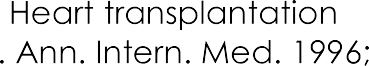 Heart transplantation
. Ann. Intern. Med. 1996;